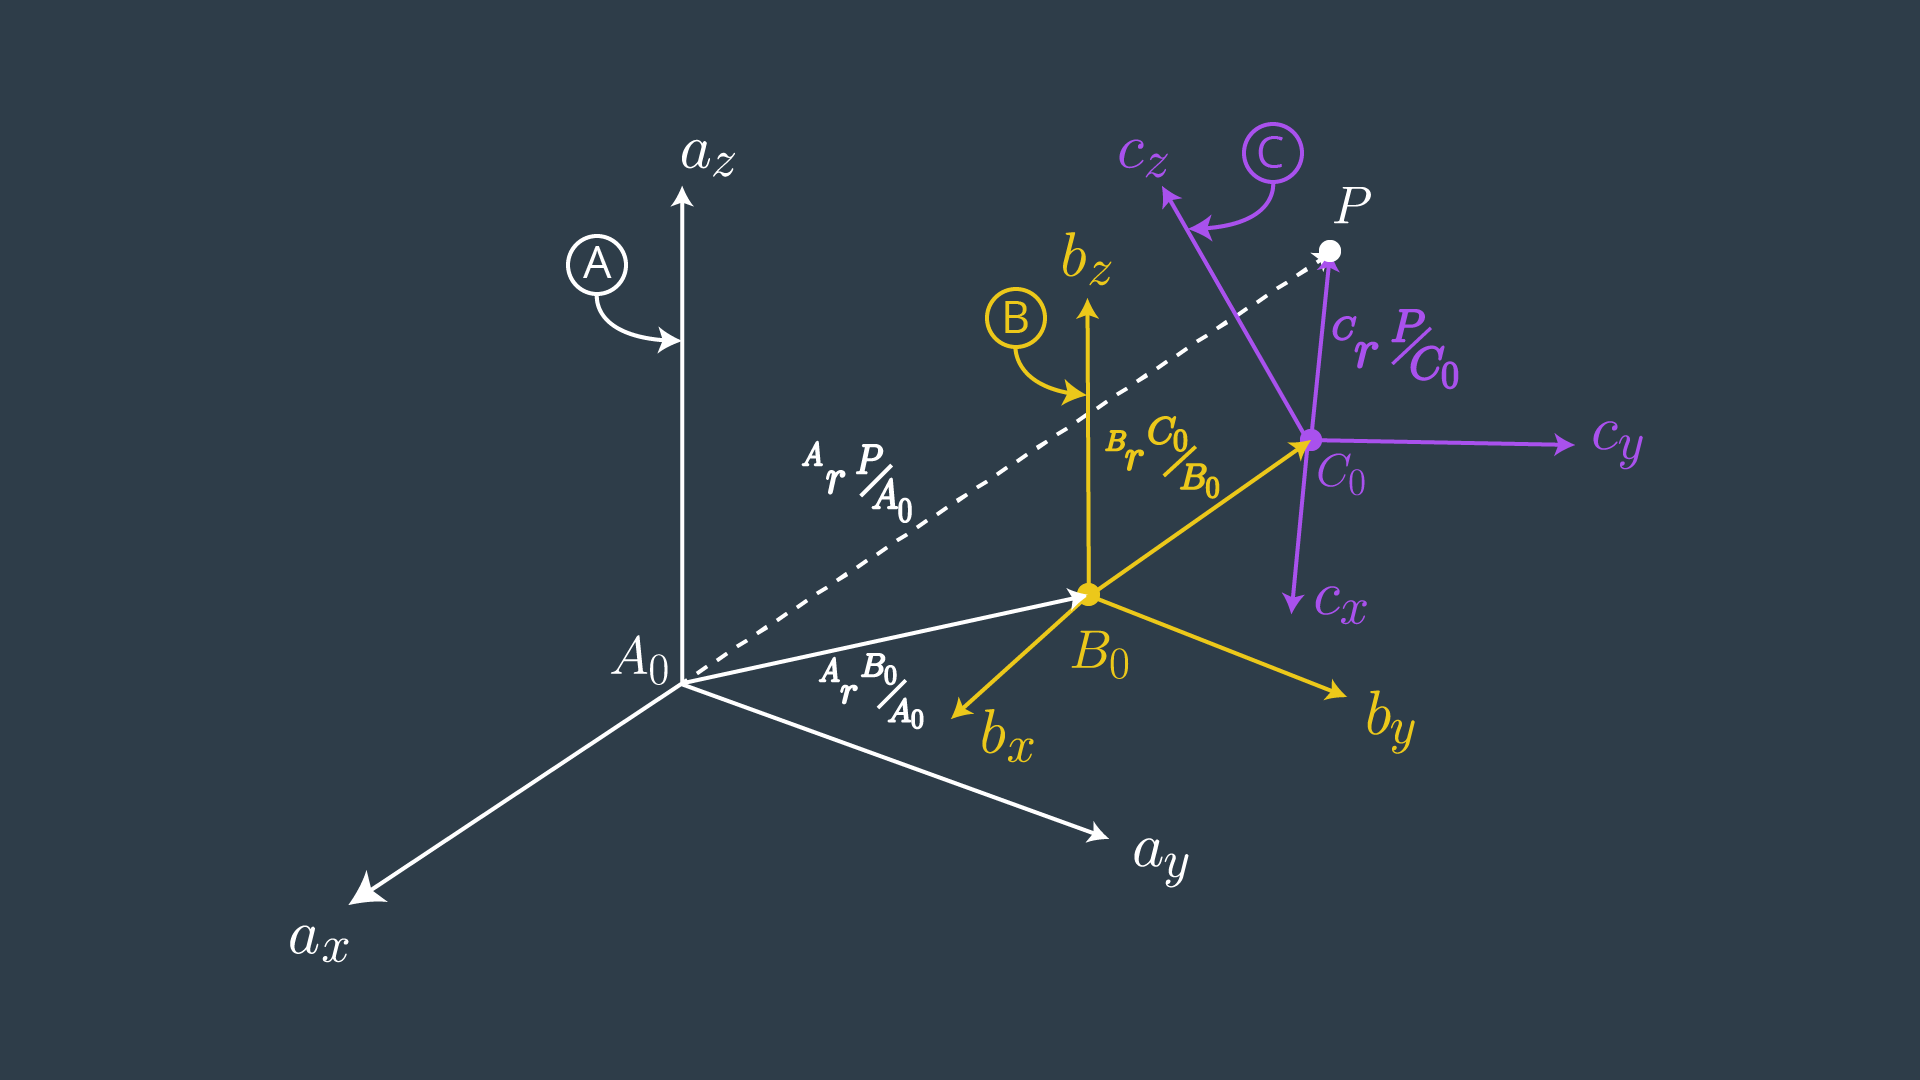 a_z
A
c_z
C
P
b_z
B
^C r ^P/C_0
^A r ^P/A_0
^B r ^C_0/B_0
c_y
C_0
c_x
A_0
^A r ^B_0/A_0
B_0
b_x
b_y
a_y
a_x